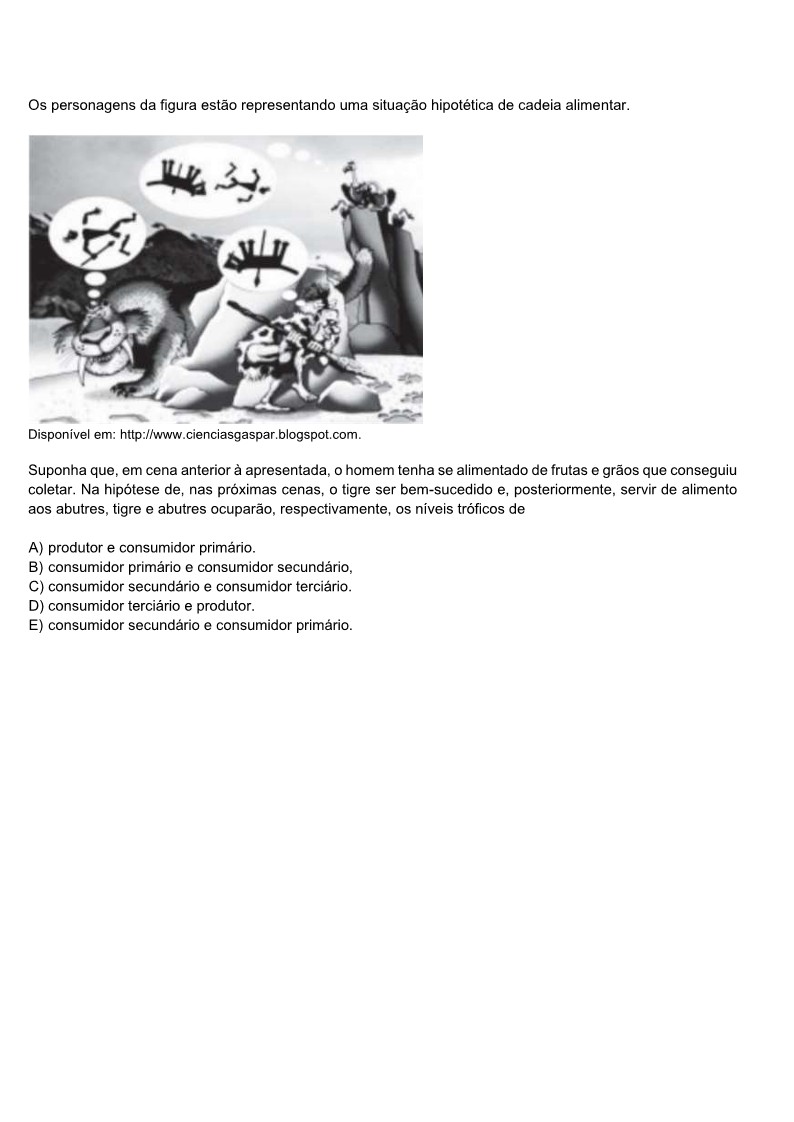 Os personagens da figura estão representando uma situação hipotética de cadeia alimentar.
Disponível em: http://www.cienciasgaspar.blogspot.com.
Suponha que, em cena anterior à apresentada, o homem tenha se alimentado de frutas e grãos que conseguiu
coletar. Na hipótese de, nas próximas cenas, o tigre ser bem-sucedido e, posteriormente, servir de alimento
aos abutres, tigre e abutres ocuparão, respectivamente, os níveis tróficos de
A) produtor e consumidor primário.
B) consumidor primário e consumidor secundário,
C) consumidor secundário e consumidor terciário.
D) consumidor terciário e produtor.
E) consumidor secundário e consumidor primário.